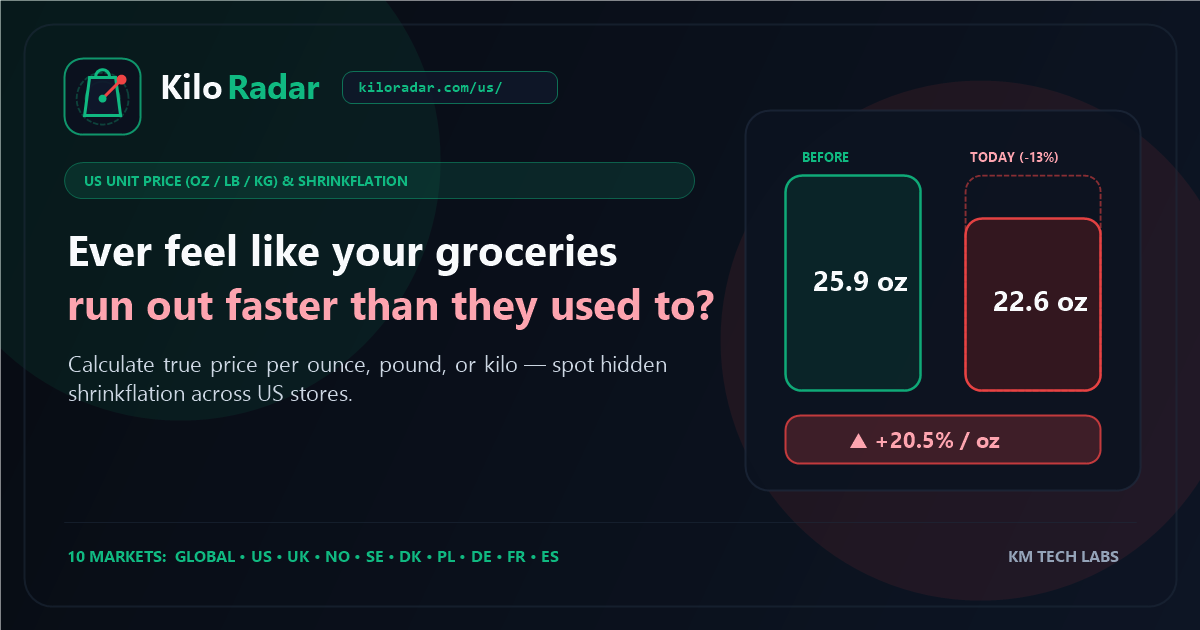 Kilo Radar
kiloradar.com/us/
US UNIT PRICE (OZ / LB / KG) & SHRINKFLATION
Ever feel like your groceries
run out faster than they used to?
Calculate true price per ounce, pound, or kilo — spot hidden
shrinkflation across US stores.
BEFORE
TODAY (-13%)
25.9 oz
22.6 oz
▲ +20.5% / oz
10 MARKETS: GLOBAL • US • UK • NO • SE • DK • PL • DE • FR • ES
KM TECH LABS